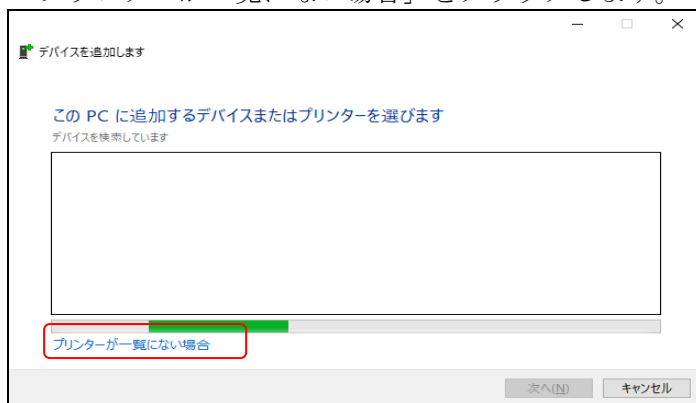 デバイスを追加します
この PC に追加するデバイスまたはプリンターを選びます
デバイスを検索しています
プリンターが一覧にない場合
次へ(N)
キャンセル